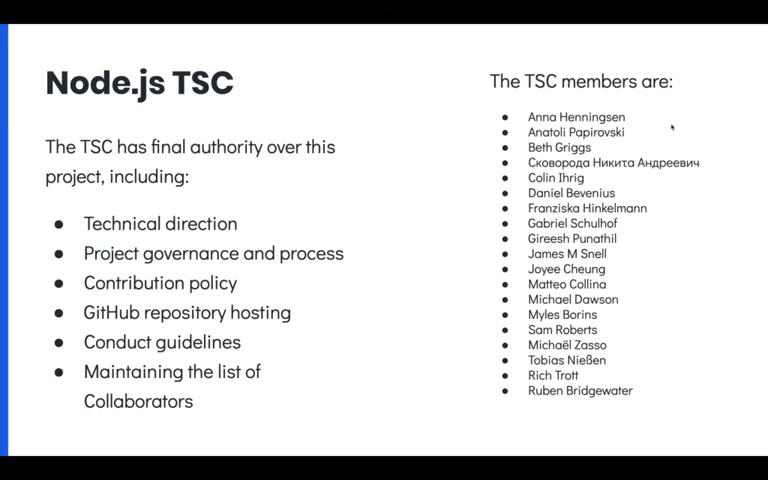 Node.js TSC
The TSC has final authority over this
project, including:
● Technical direction
● Project governance and process
● Contribution policy
● GitHub repository hosting
● Conduct guidelines
● Maintaining the list of
Collaborators
The TSC members are:
● Anna Henningsen
● Anatoli Papirovski
● Beth Griggs
● Сковорода Никита Андреевич
● Colin Ihrig
● Daniel Bevenius
● Franziska Hinkelmann
● Gabriel Schulhof
● Gireesh Punathil
● James M Snell
● Joyee Cheung
● Matteo Collina
● Michael Dawson
● Myles Borins
● Sam Roberts
● Michaël Zasso
● Tobias Nießen
● Rich Trott
● Ruben Bridgewater